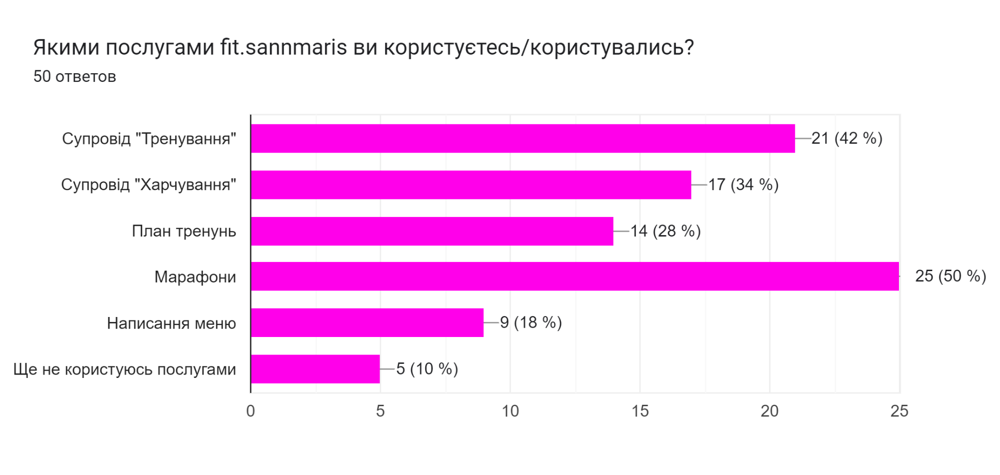 Якими послугами fit.sannmaris ви користуєтесь/користувались?
50 ответов
Супровід "Тренування"
21 (42 %)
Супровід "Харчування"
17 (34 %)
План тренунь
14 (28 %)
Марафони
25 (50 %)
Написання меню
9 (18 %)
Ще не користуюсь послугами
5 (10 %)
0 5 10 15 20 25